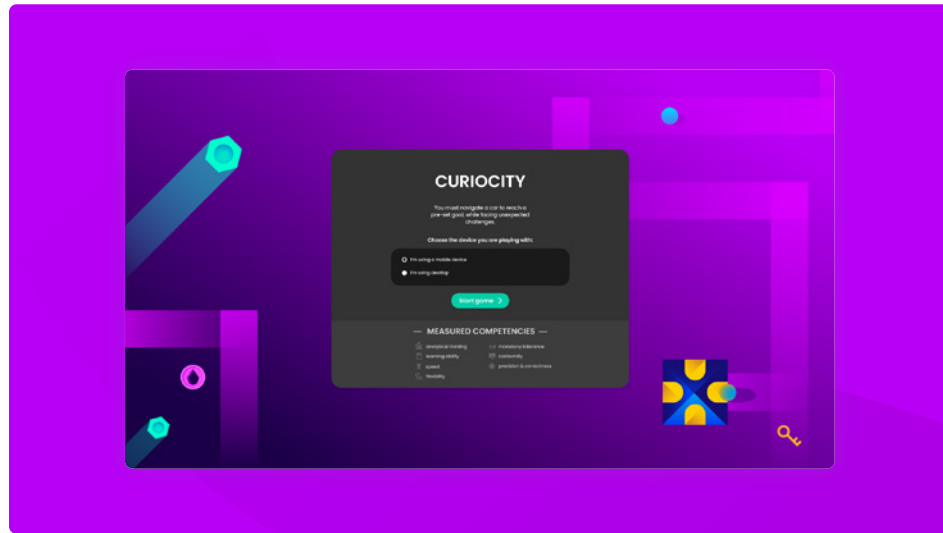 CURIOCITY
You must navigate a car to reach a
pre-set goal, while facing unexpected
challenges.
Choose the device you are playing with:
I'm using a mobile device
I'm using desktop
Start game
MEASURED COMPETENCIES
analytical thinking
monotony tolerance
learning ability
conformity
speed
precision & correctness
flexibility